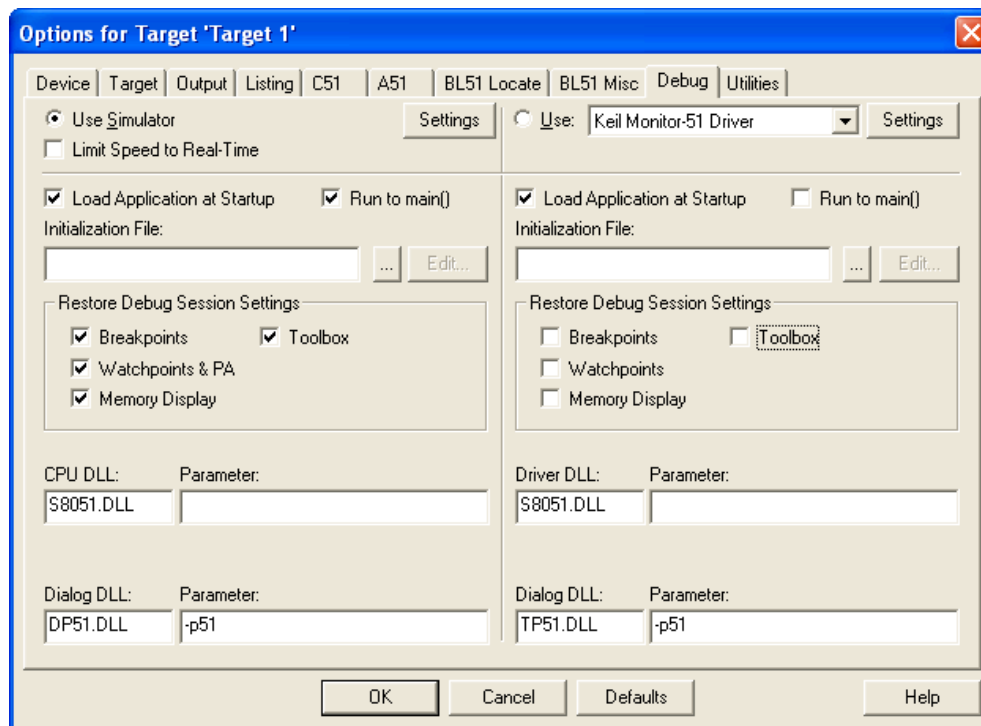 Options for Target 'Target 1'
Device Target Output Listing C51 A51 BL51 Locate BL51 Misc Debug Utilities
Use Simulator Settings
Limit Speed to Real-Time
Use: Keil Monitor-51 Driver Settings
Load Application at Startup Run to main()
Initialization File:
... Edit...
Restore Debug Session Settings
Breakpoints Toolbox
Watchpoints & PA
Memory Display
CPU DLL: Parameter:
S8051.DLL
Dialog DLL: Parameter:
DP51.DLL -p51
Load Application at Startup Run to main()
Initialization File:
... Edit...
Restore Debug Session Settings
Breakpoints Toolbox
Watchpoints
Memory Display
Driver DLL: Parameter:
S8051.DLL
Dialog DLL: Parameter:
TP51.DLL -p51
OK Cancel Defaults Help